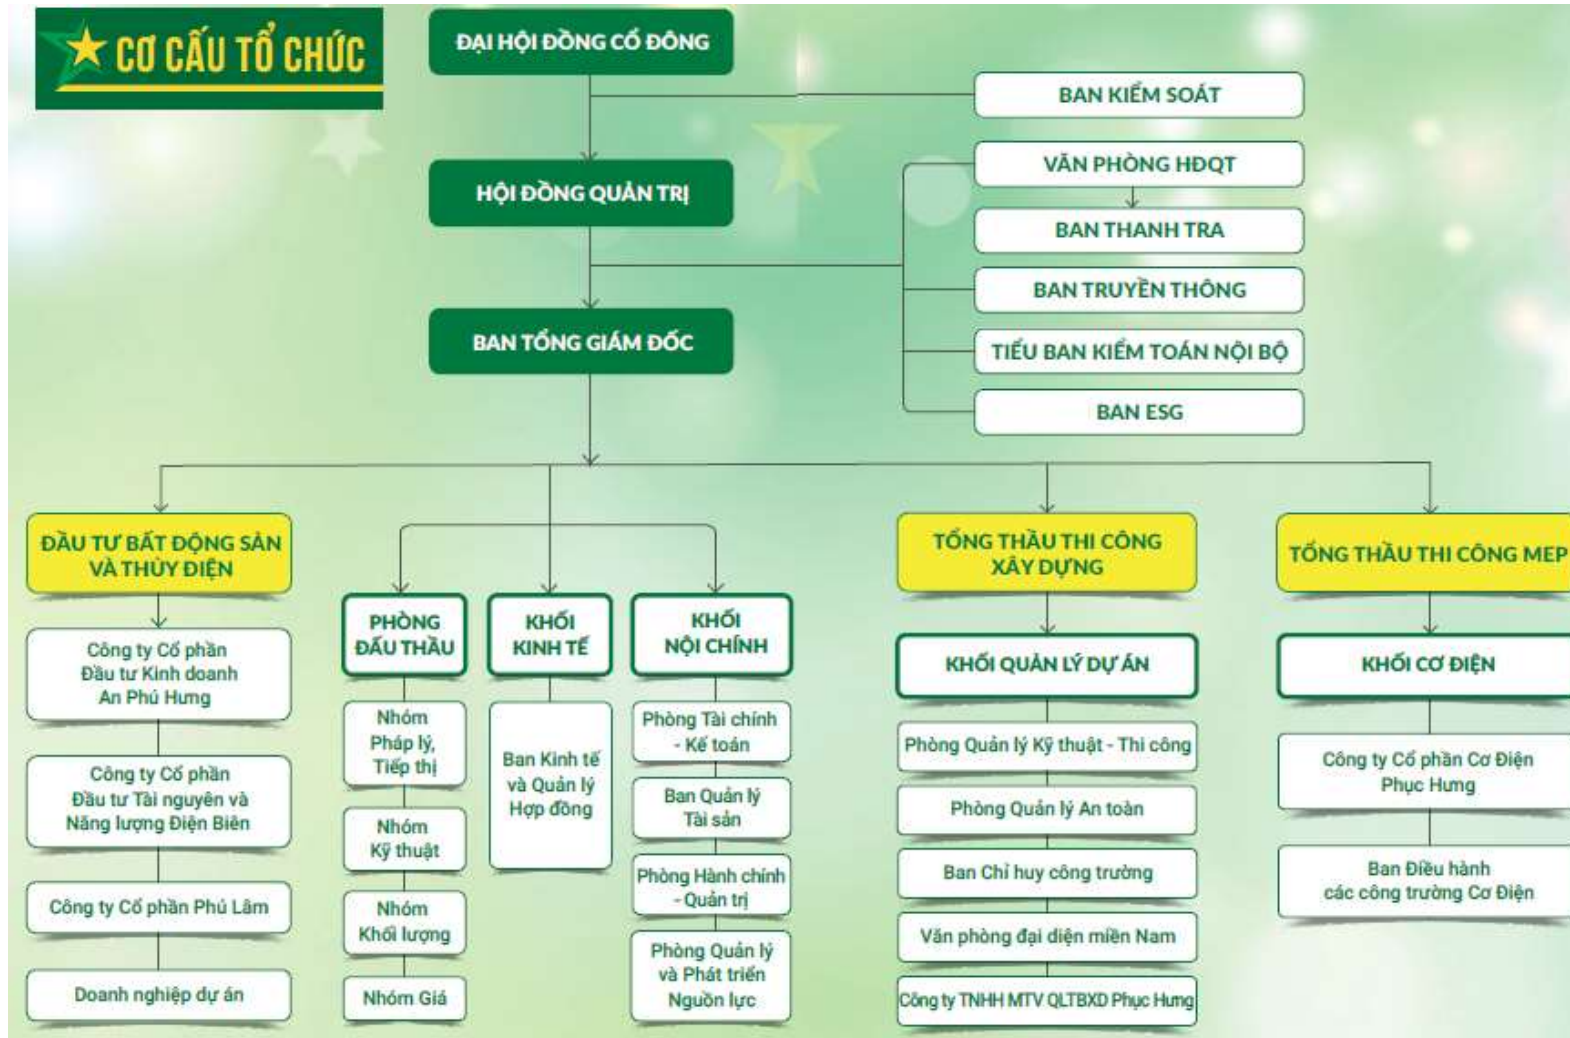 CƠ CẤU TỔ CHỨC
ĐẠI HỘI ĐỒNG CỔ ĐÔNG
BAN KIỂM SOÁT
HỘI ĐỒNG QUẢN TRỊ
VĂN PHÒNG HĐQT
BAN THANH TRA
BAN TRUYỀN THÔNG
BAN TỔNG GIÁM ĐỐC
TIỂU BAN KIỂM TOÁN NỘI BỘ
BAN ESG
ĐẦU TƯ BẤT ĐỘNG SẢN
VÀ THỦY ĐIỆN
Công ty Cổ phần
Đầu tư Kinh doanh
An Phú Hưng
Công ty Cổ phần
Đầu tư Tài nguyên và
Năng lượng Điện Biên
Công ty Cổ phần Phú Lâm
Doanh nghiệp dự án
PHÒNG
ĐẤU THẦU
Nhóm
Pháp lý,
Tiếp thị
Nhóm
Kỹ thuật
Nhóm
Khối lượng
Nhóm Giá
KHỐI
KINH TẾ
Ban Kinh tế
và Quản lý
Hợp đồng
KHỐI
NỘI CHÍNH
Phòng Tài chính
- Kế toán
Ban Quản lý
Tài sản
Phòng Hành chính
- Quản trị
Phòng Quản lý
và Phát triển
Nguồn lực
TỔNG THẦU THI CÔNG
XÂY DỰNG
KHỐI QUẢN LÝ DỰ ÁN
Phòng Quản lý Kỹ thuật - Thi công
Phòng Quản lý An toàn
Ban Chỉ huy công trường
Văn phòng đại diện miền Nam
Công ty TNHH MTV QLTBXD Phục Hưng
TỔNG THẦU THI CÔNG MEP
KHỐI CƠ ĐIỆN
Công ty Cổ phần Cơ Điện
Phục Hưng
Ban Điều hành
các công trường Cơ Điện